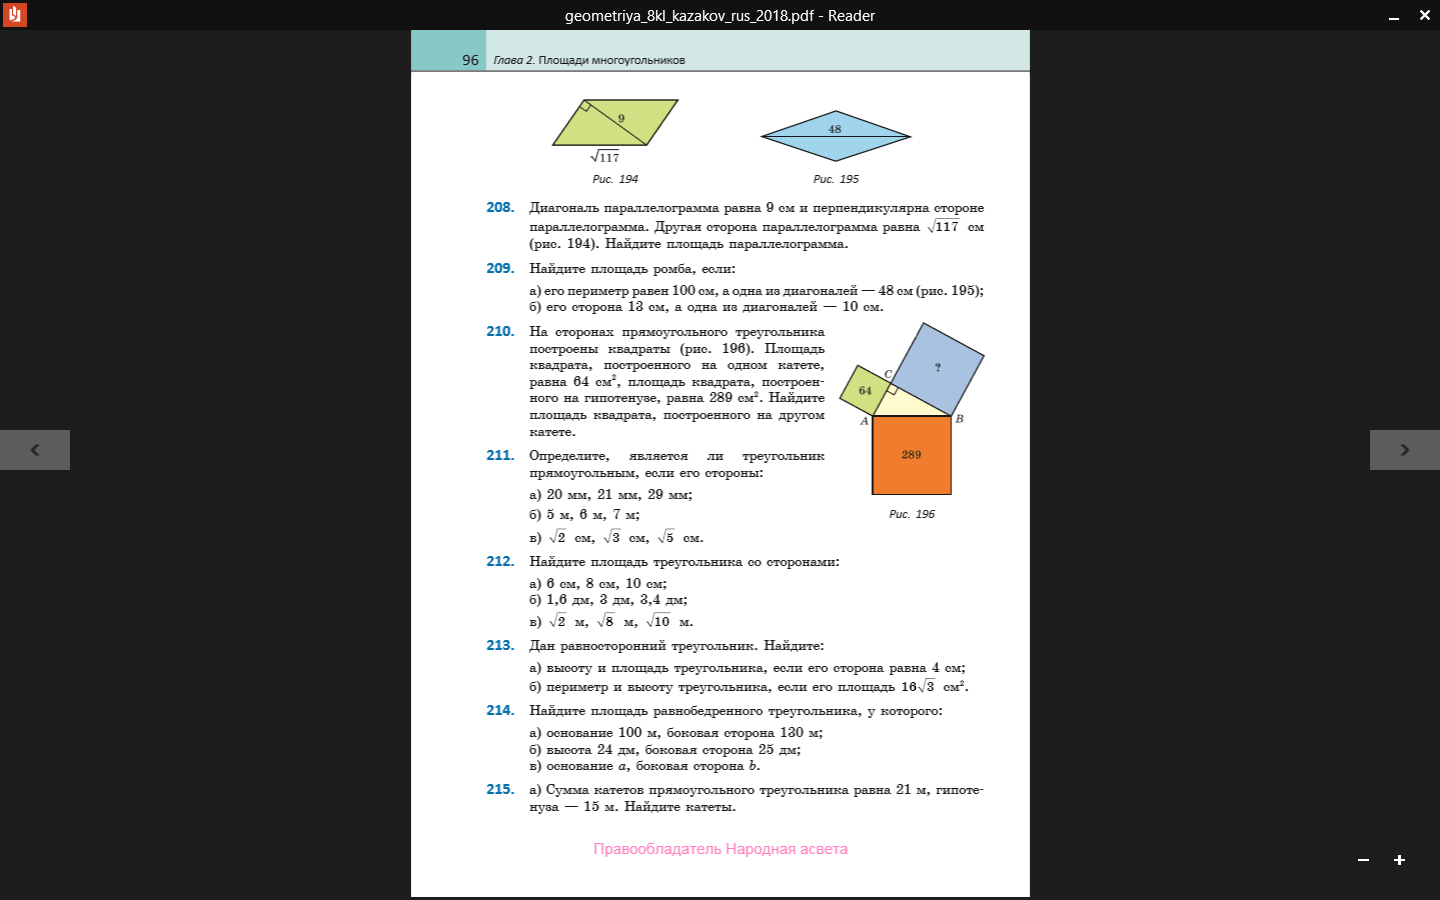 geometriya_8kl_kazakov_rus_2018.pdf - Reader
96 Глава 2. Площади многоугольников
9
√117
Рис. 194
48
Рис. 195
208. Диагональ параллелограмма равна 9 см и перпендикулярна стороне
параллелограмма. Другая сторона параллелограмма равна √117 см
(рис. 194). Найдите площадь параллелограмма.
209. Найдите площадь ромба, если:
а) его периметр равен 100 см, а одна из диагоналей — 48 см (рис. 195);
б) его сторона 13 см, а одна из диагоналей — 10 см.
210. На сторонах прямоугольного треугольника
построены квадраты (рис. 196). Площадь
квадрата, построенного на одном катете,
равна 64 см², площадь квадрата, построен-
ного на гипотенузе, равна 289 см². Найдите
площадь квадрата, построенного на другом
катете.
64
C
?
A
B
289
Рис. 196
211. Определите, является ли треугольник
прямоугольным, если его стороны:
а) 20 мм, 21 мм, 29 мм;
б) 5 м, 6 м, 7 м;
в) √2 см, √3 см, √5 см.
212. Найдите площадь треугольника со сторонами:
а) 6 см, 8 см, 10 см;
б) 1,6 дм, 3 дм, 3,4 дм;
в) √2 м, √8 м, √10 м.
213. Дан равносторонний треугольник. Найдите:
а) высоту и площадь треугольника, если его сторона равна 4 см;
б) периметр и высоту треугольника, если его площадь 16√3 см².
214. Найдите площадь равнобедренного треугольника, у которого:
а) основание 100 м, боковая сторона 130 м;
б) высота 24 дм, боковая сторона 25 дм;
в) основание a, боковая сторона b.
215. а) Сумма катетов прямоугольного треугольника равна 21 м, гипоте-
нуза — 15 м. Найдите катеты.
Правообладатель Народная асвета